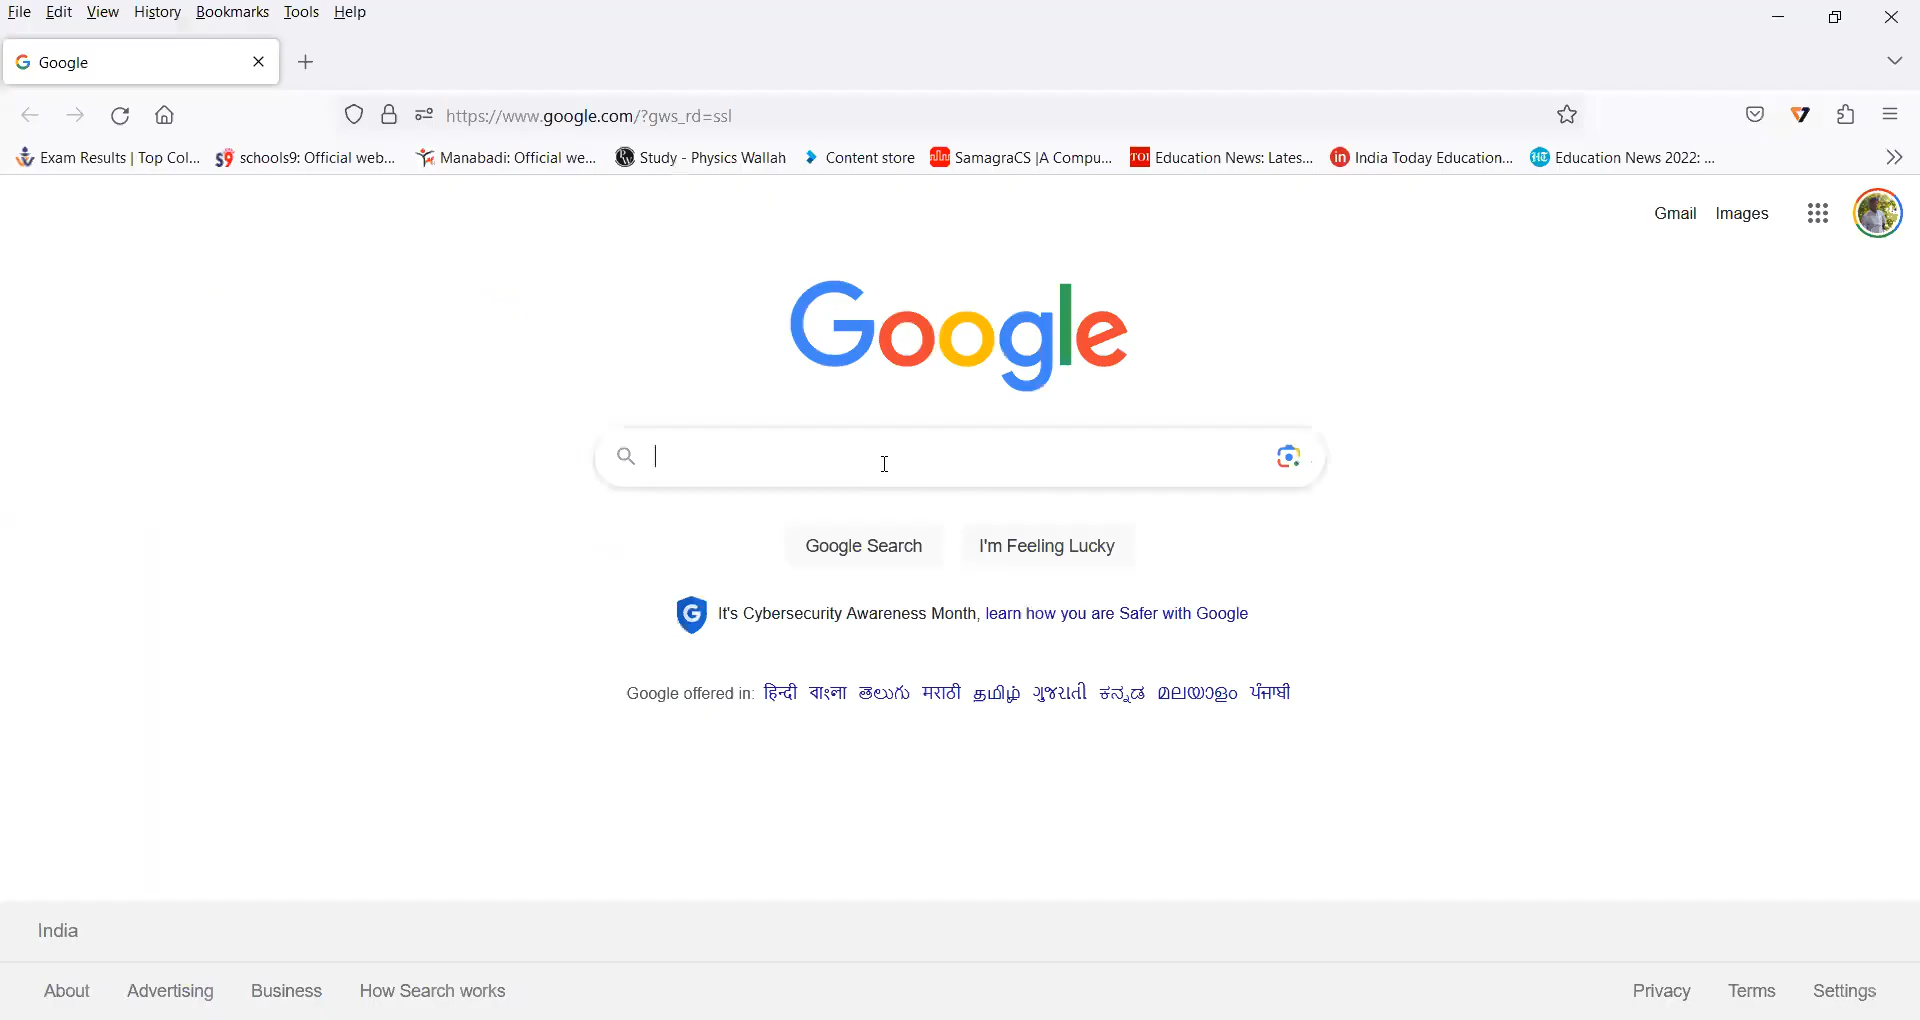 File Edit View History Bookmarks Tools Help
Google
https://www.google.com/?gws_rd=ssl
Exam Results | Top Col... S9 schools9: Official web... Manabadi: Official we... Study - Physics Wallah Content store SamagraCS |A Compu... TOI Education News: Lates... in India Today Education... HT Education News 2022: ...
Gmail Images
Google
Google Search I'm Feeling Lucky
It's Cybersecurity Awareness Month, learn how you are Safer with Google
Google offered in: हिन्दी বাংলা తెలుగు मराठी தமிழ் ગુજરાતી ಕನ್ನಡ മലയാളം ਪੰਜਾਬੀ
India
About Advertising Business How Search works Privacy Terms Settings